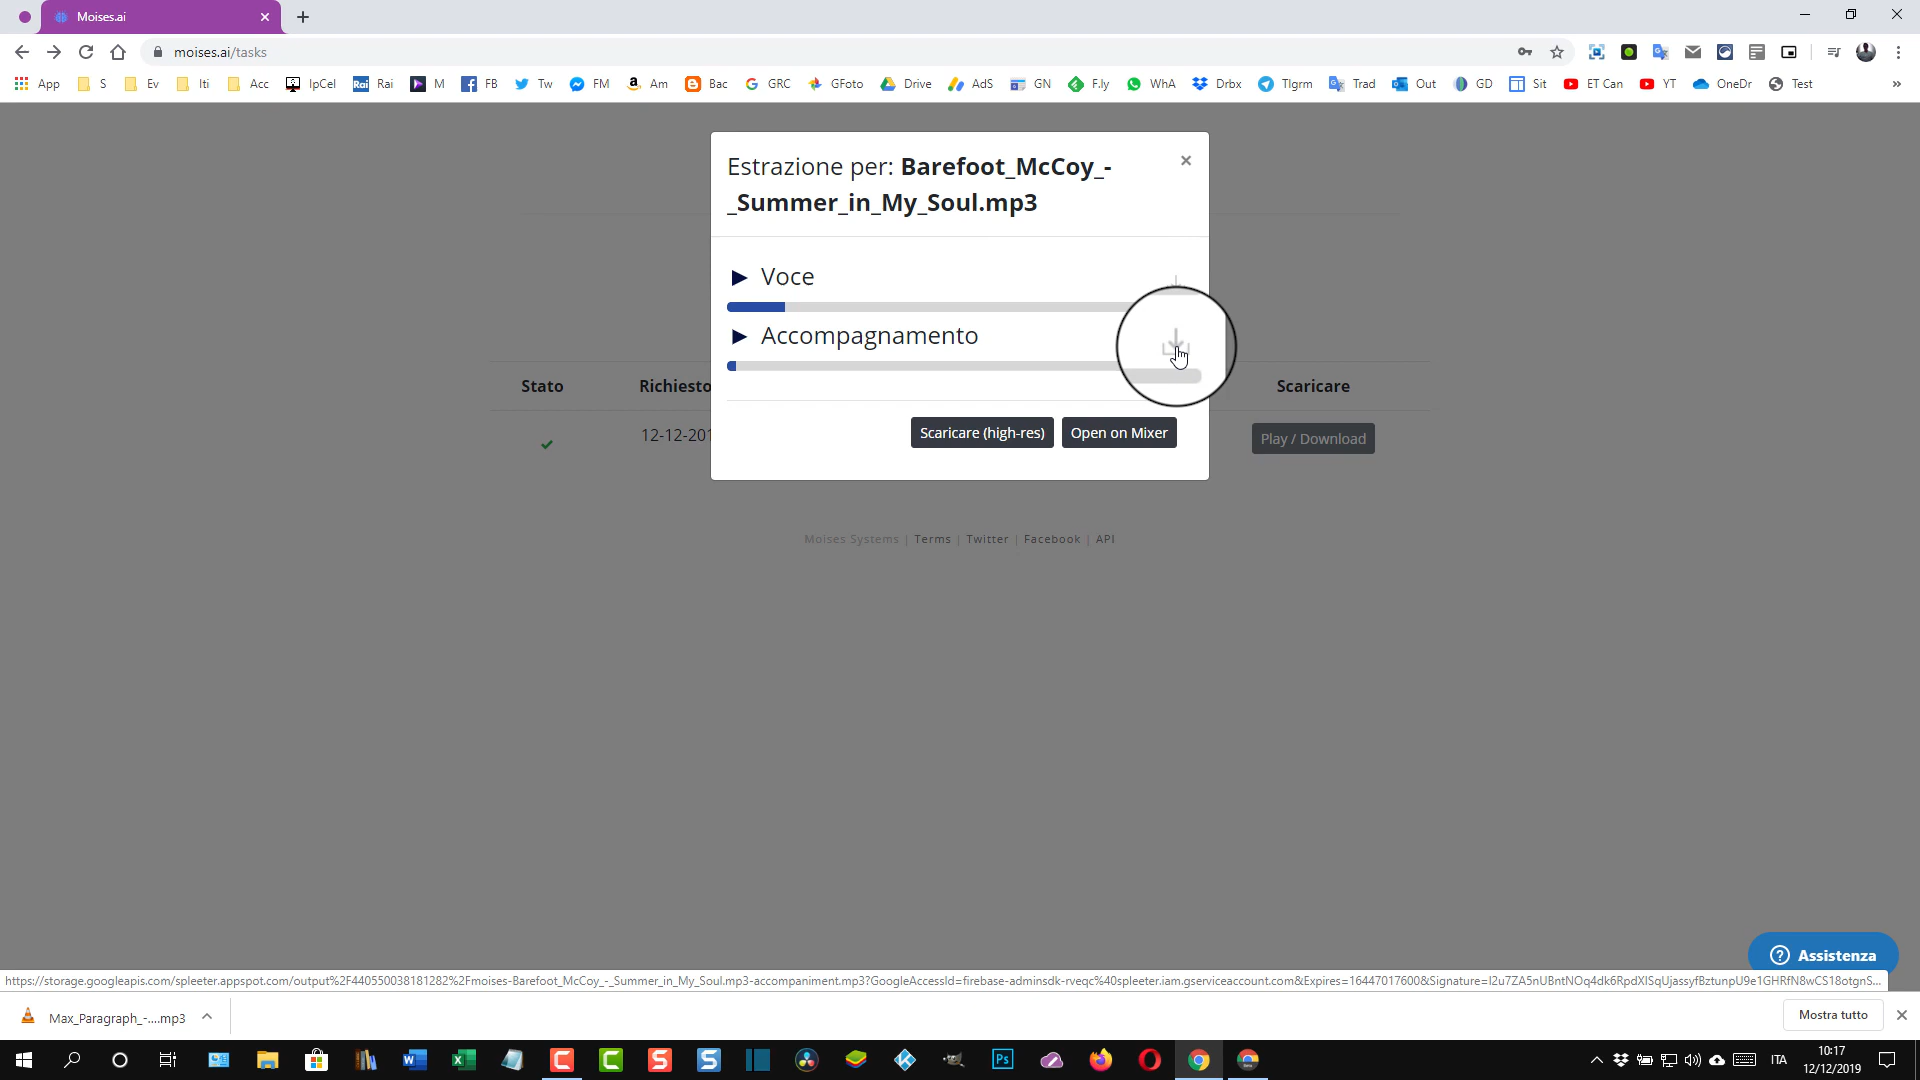 Moises.ai
moises.ai/tasks
App S Ev Iti Acc IpCel Rai Rai M FB Tw FM Am Bac GRC GFoto Drive AdS GN F.ly WhA Drbx Tlgrm Trad Out GD Sit ET Can YT OneDr Test »
Estrazione per: Barefoot_McCoy_-
_Summer_in_My_Soul.mp3
Voce
Accompagnamento
Stato Richiesto Scaricare
Scaricare (high-res) Open on Mixer
12-12-201 Play / Download
Moises Systems | Terms | Twitter | Facebook | API
Assistenza
https://storage.googleapis.com/spleeter.appspot.com/output%2F440550038181282%2Fmoises-Barefoot_McCoy_-_Summer_in_My_Soul.mp3-accompaniment.mp3?GoogleAccessId=firebase-adminsdk-rveqc%40spleeter.iam.gserviceaccount.com&Expires=16447017600&Signature=I2u7ZA5nUBntNOq4dk6RpdXISqUjassyfBztunpU9e1GHRfN8wCS18otgnS...
Max_Paragraph_-....mp3 Mostra tutto
ITA 10:17
12/12/2019